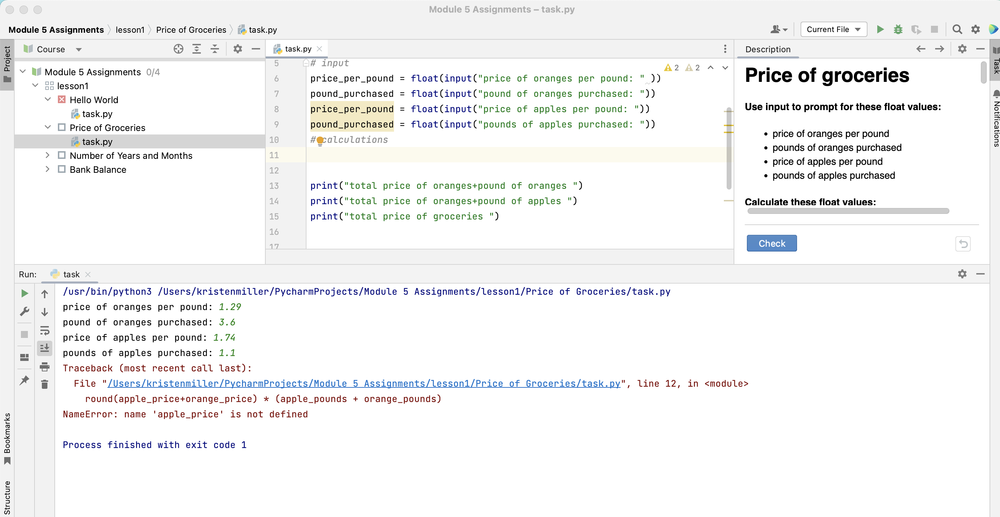 Module 5 Assignments – task.py
Module 5 Assignments lesson1 Price of Groceries task.py
Current File
Project
Course
Module 5 Assignments 0/4
lesson1
Hello World
task.py
Price of Groceries
task.py
Number of Years and Months
Bank Balance
task.py
2 2
5 # input
6 price_per_pound = float(input("price of oranges per pound: " ))
7 pound_purchased = float(input("pound of oranges purchased: "))
8 price_per_pound = float(input("price of apples per pound: "))
9 pound_purchased = float(input("pounds of apples purchased: "))
10 # calculations
11
12
13 print("total price of oranges+pound of oranges ")
14 print("total price of oranges+pound of apples ")
15 print("total price of groceries ")
16
17
Description
Price of groceries
Use input to prompt for these float values:
• price of oranges per pound
• pounds of oranges purchased
• price of apples per pound
• pounds of apples purchased
Calculate these float values:
Check
Task
Notifications
Run: task
/usr/bin/python3 /Users/kristenmiller/PycharmProjects/Module 5 Assignments/lesson1/Price of Groceries/task.py
price of oranges per pound: 1.29
pound of oranges purchased: 3.6
price of apples per pound: 1.74
pounds of apples purchased: 1.1
Traceback (most recent call last):
File "/Users/kristenmiller/PycharmProjects/Module 5 Assignments/lesson1/Price of Groceries/task.py", line 12, in <module>
round(apple_price+orange_price) * (apple_pounds + orange_pounds)
NameError: name 'apple_price' is not defined
Process finished with exit code 1
Bookmarks
Structure